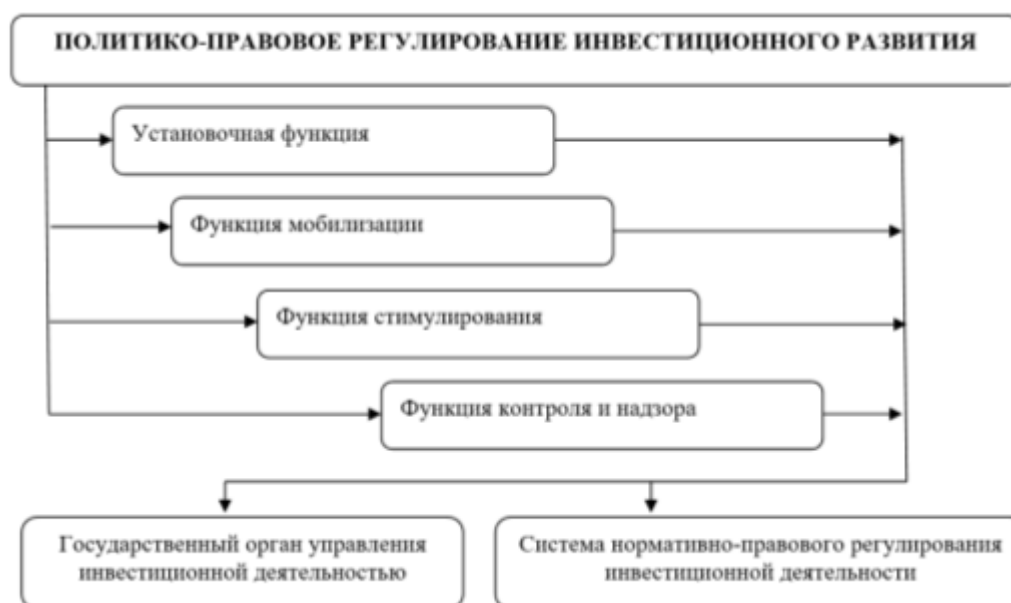 ПОЛИТИКО-ПРАВОВОЕ РЕГУЛИРОВАНИЕ ИНВЕСТИЦИОННОГО РАЗВИТИЯ
Установочная функция
Функция мобилизации
Функция стимулирования
Функция контроля и надзора
Государственный орган управления
инвестиционной деятельностью
Система нормативно-правового регулирования
инвестиционной деятельности